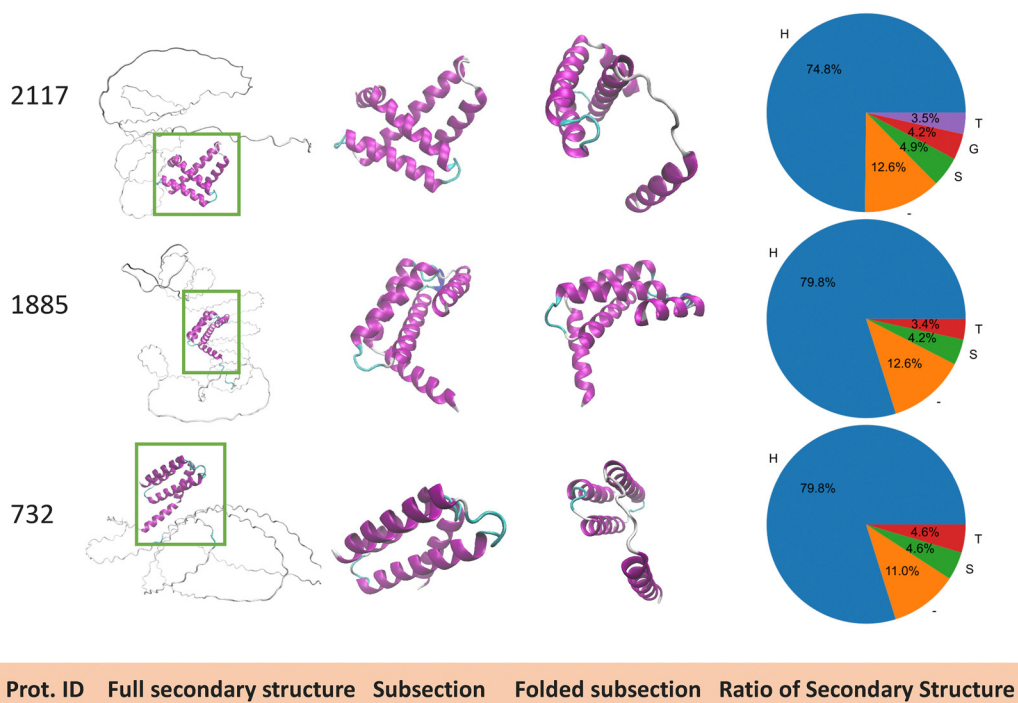 2117
H
74.8%
3.5%
T
4.2%
G
4.9%
S
12.6%
-
1885
H
79.8%
3.4%
T
4.2%
S
12.6%
-
732
H
79.8%
4.6%
T
4.6%
S
11.0%
-
Prot. ID Full secondary structure Subsection Folded subsection Ratio of Secondary Structure